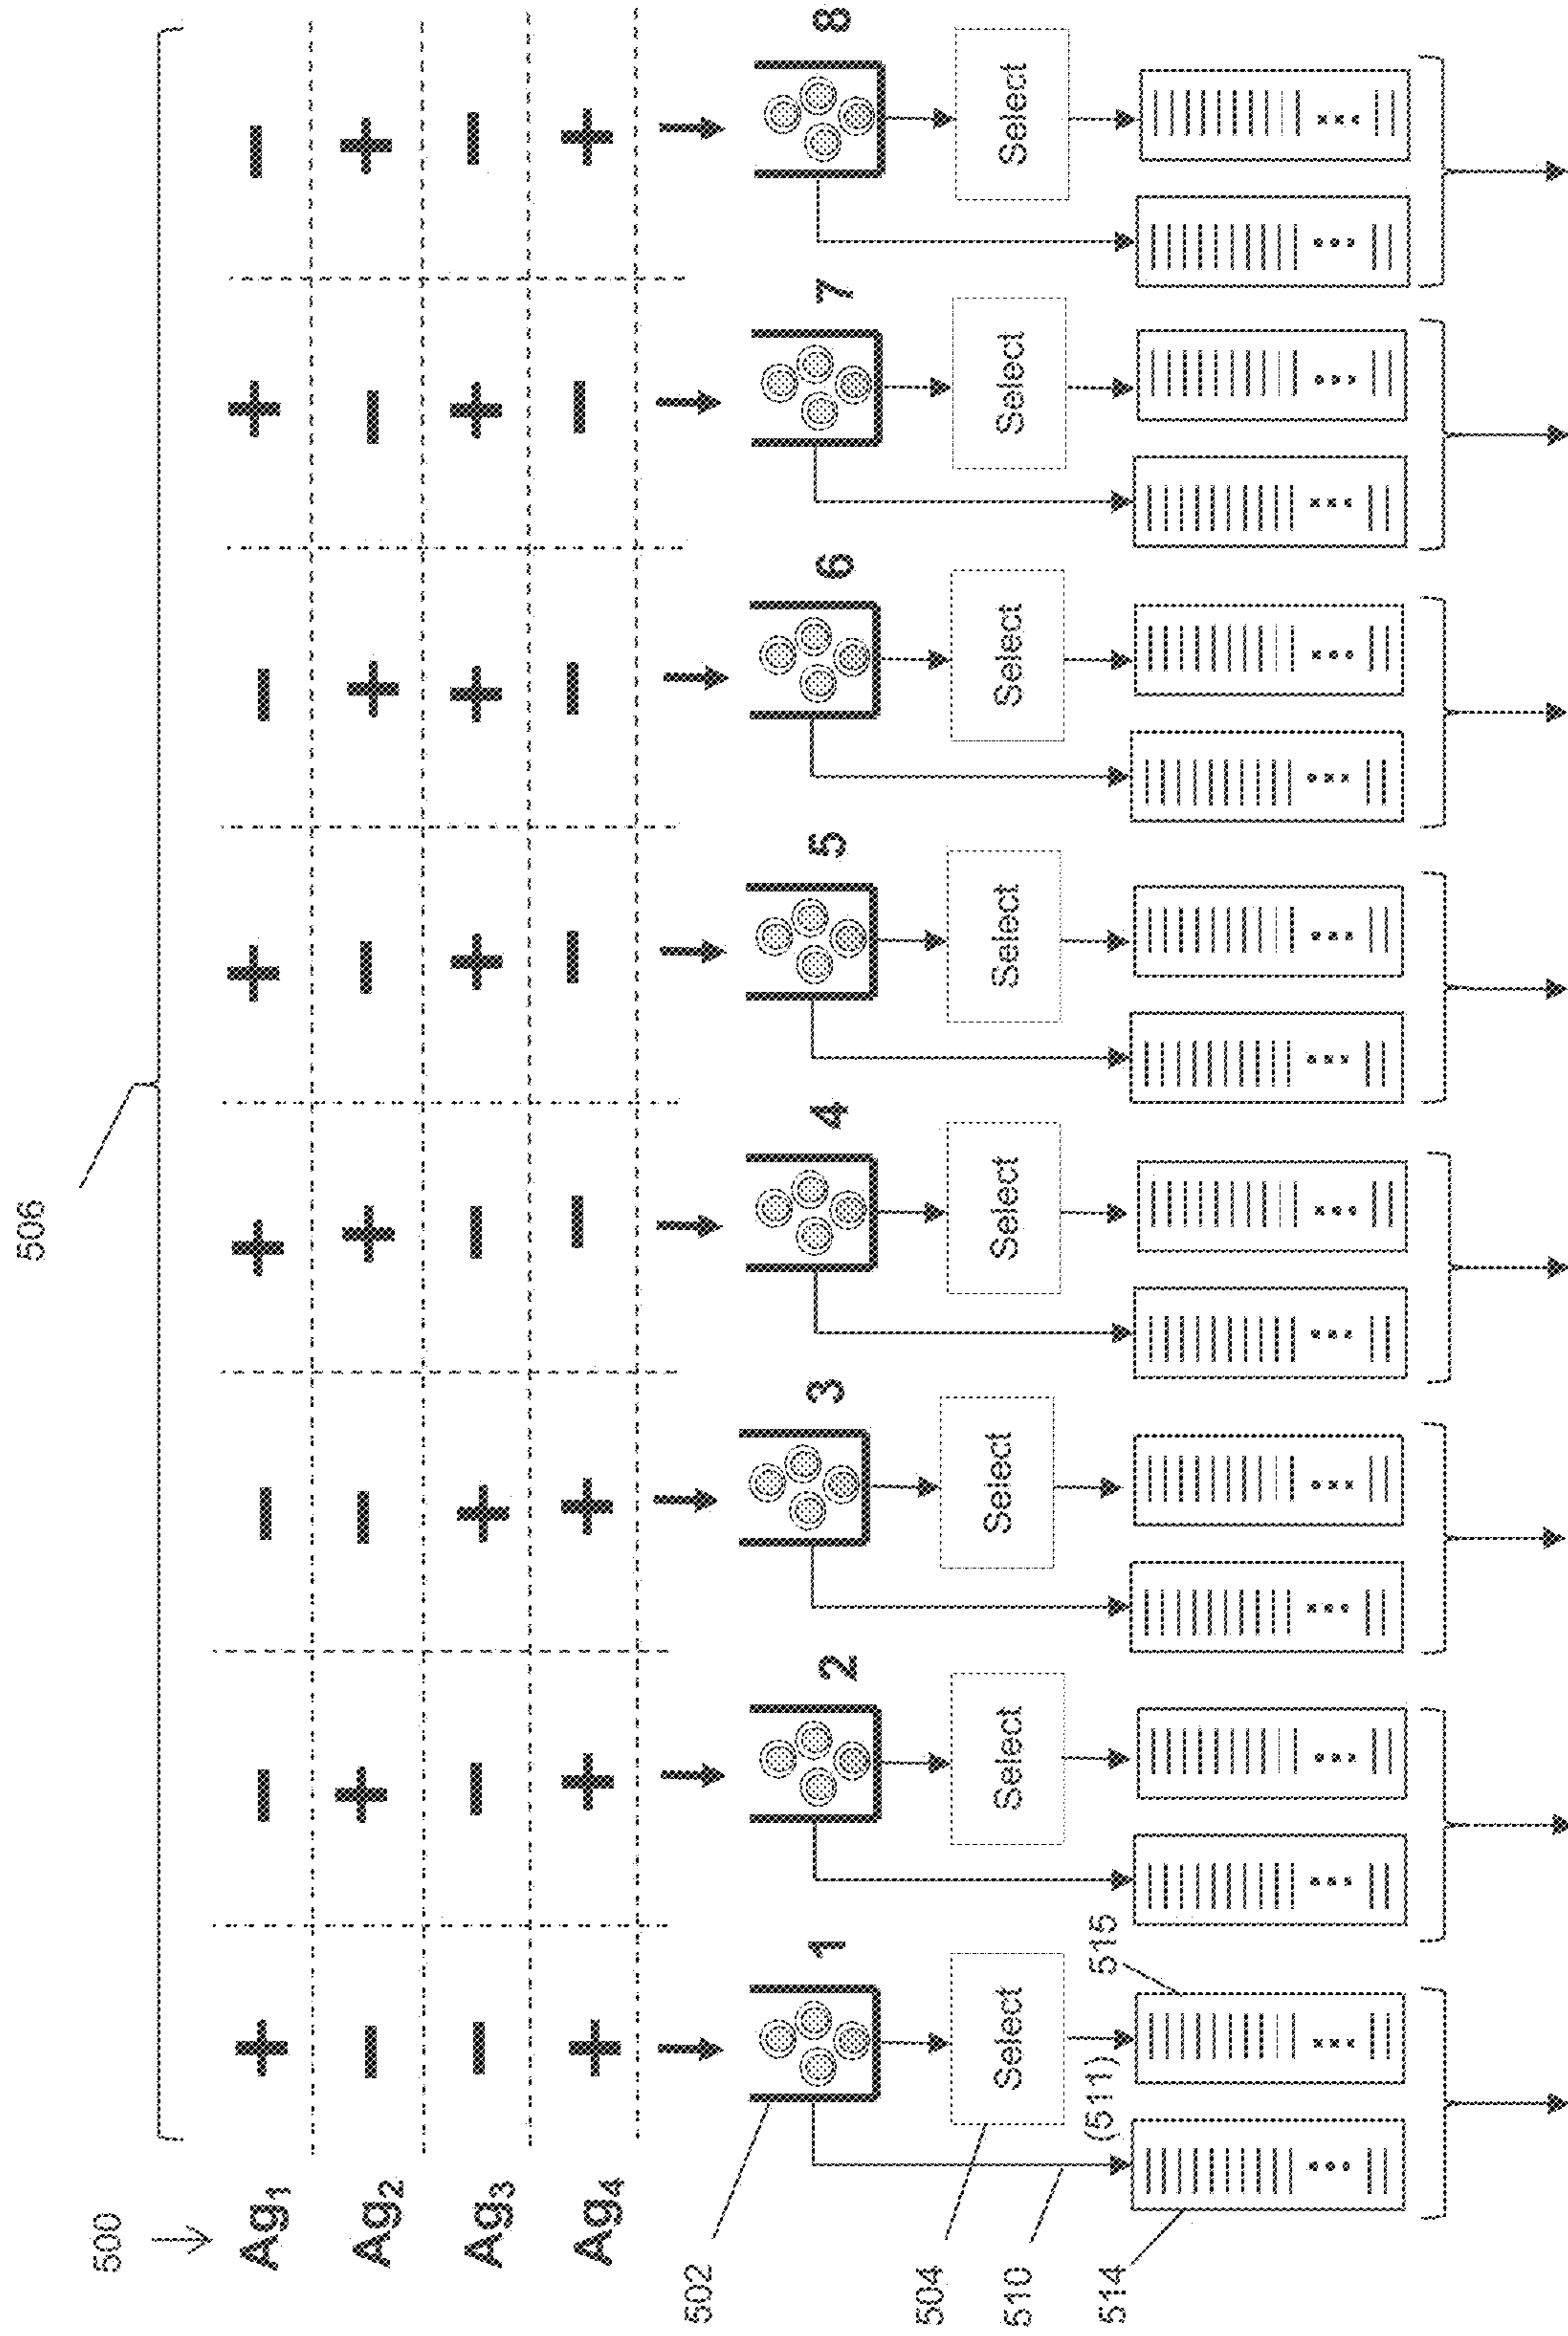 506
500
Ag₁ + − − + + − + −
Ag₂ − + − + − + − +
Ag₃ − − + − + + + −
Ag₄ + + + − − − − +
502
1 2 3 4 5 6 7 8
504
Select Select Select Select Select Select Select Select
510
(511)
515
514